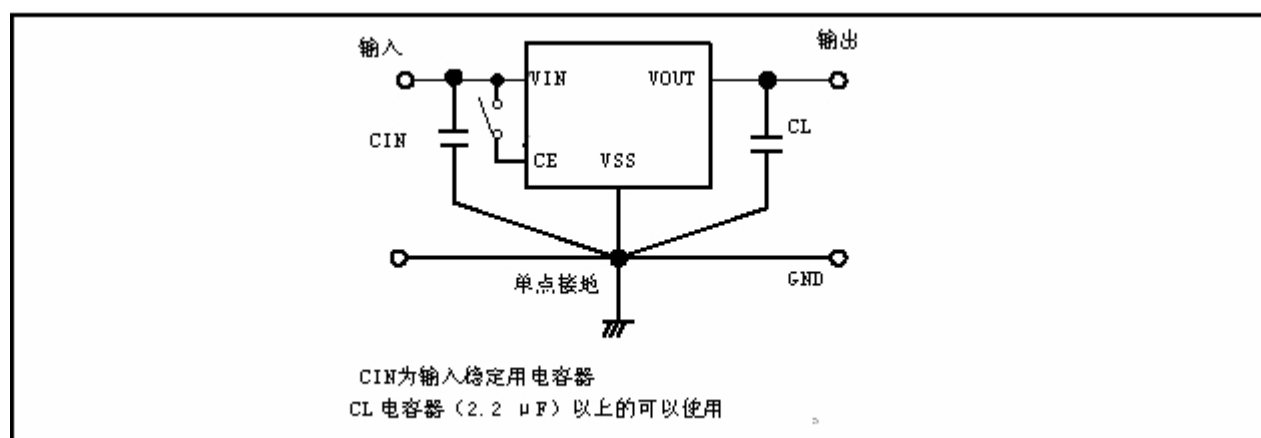 输入
输出
VIN
VOUT
CIN
CL
CE
VSS
单点接地
GND
CIN为输入稳定用电容器
CL 电容器（2.2 μF）以上的可以使用